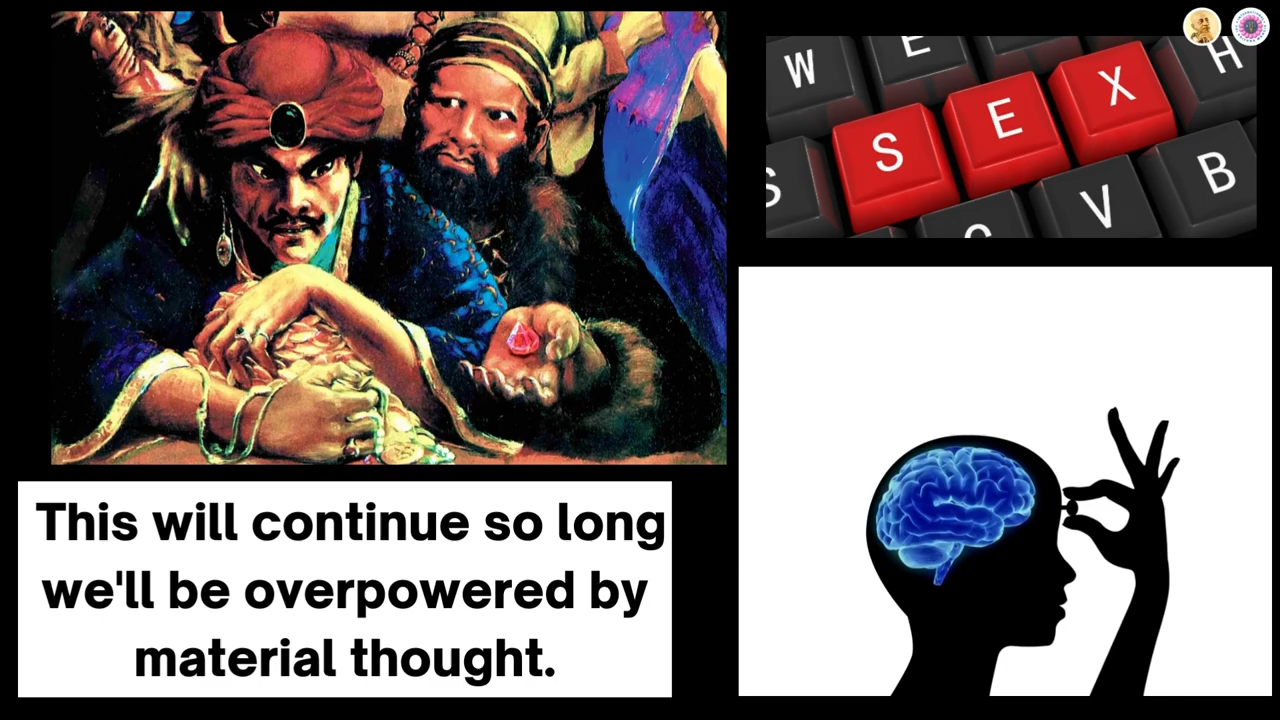 W E
S E X H
S C V B
This will continue so long
we'll be overpowered by
material thought.